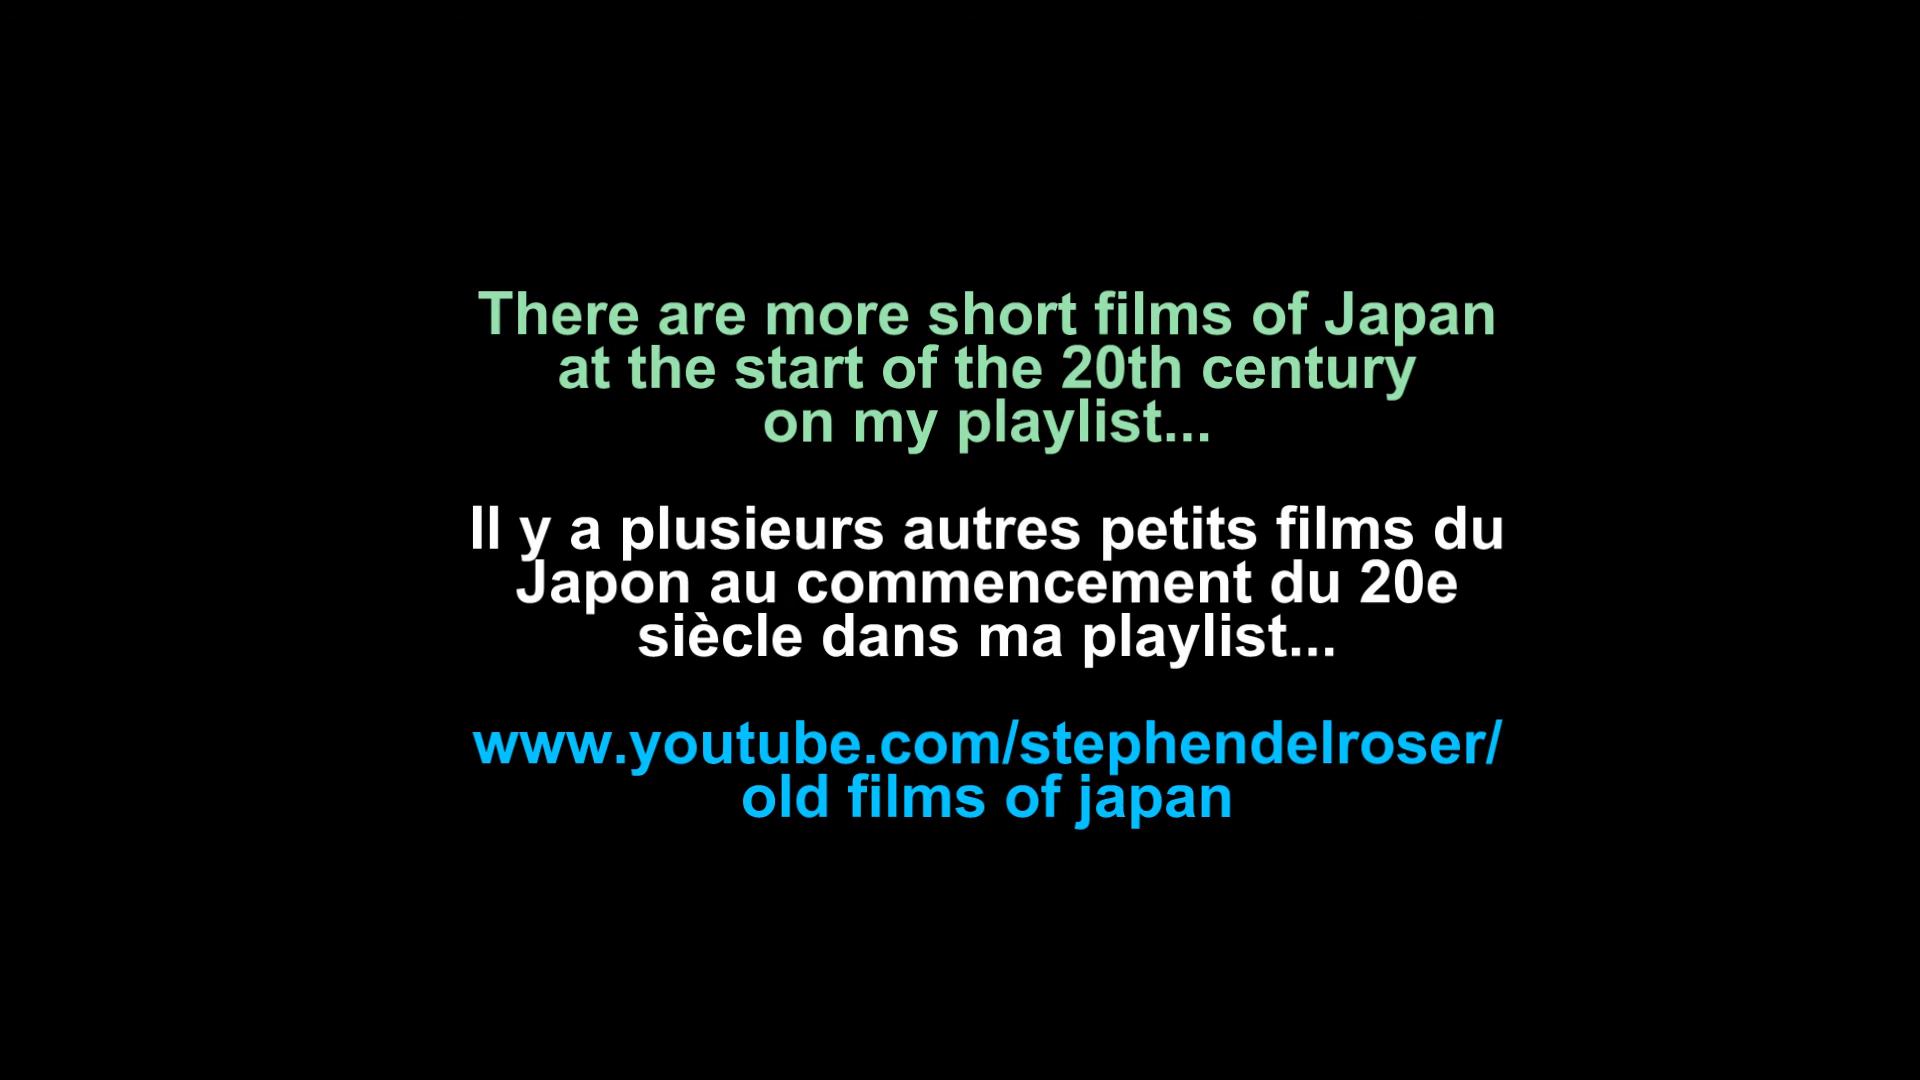 There are more short films of Japan
at the start of the 20th century
on my playlist...
Il y a plusieurs autres petits films du
Japon au commencement du 20e
siècle dans ma playlist...
www.youtube.com/stephendelroser/
old films of japan